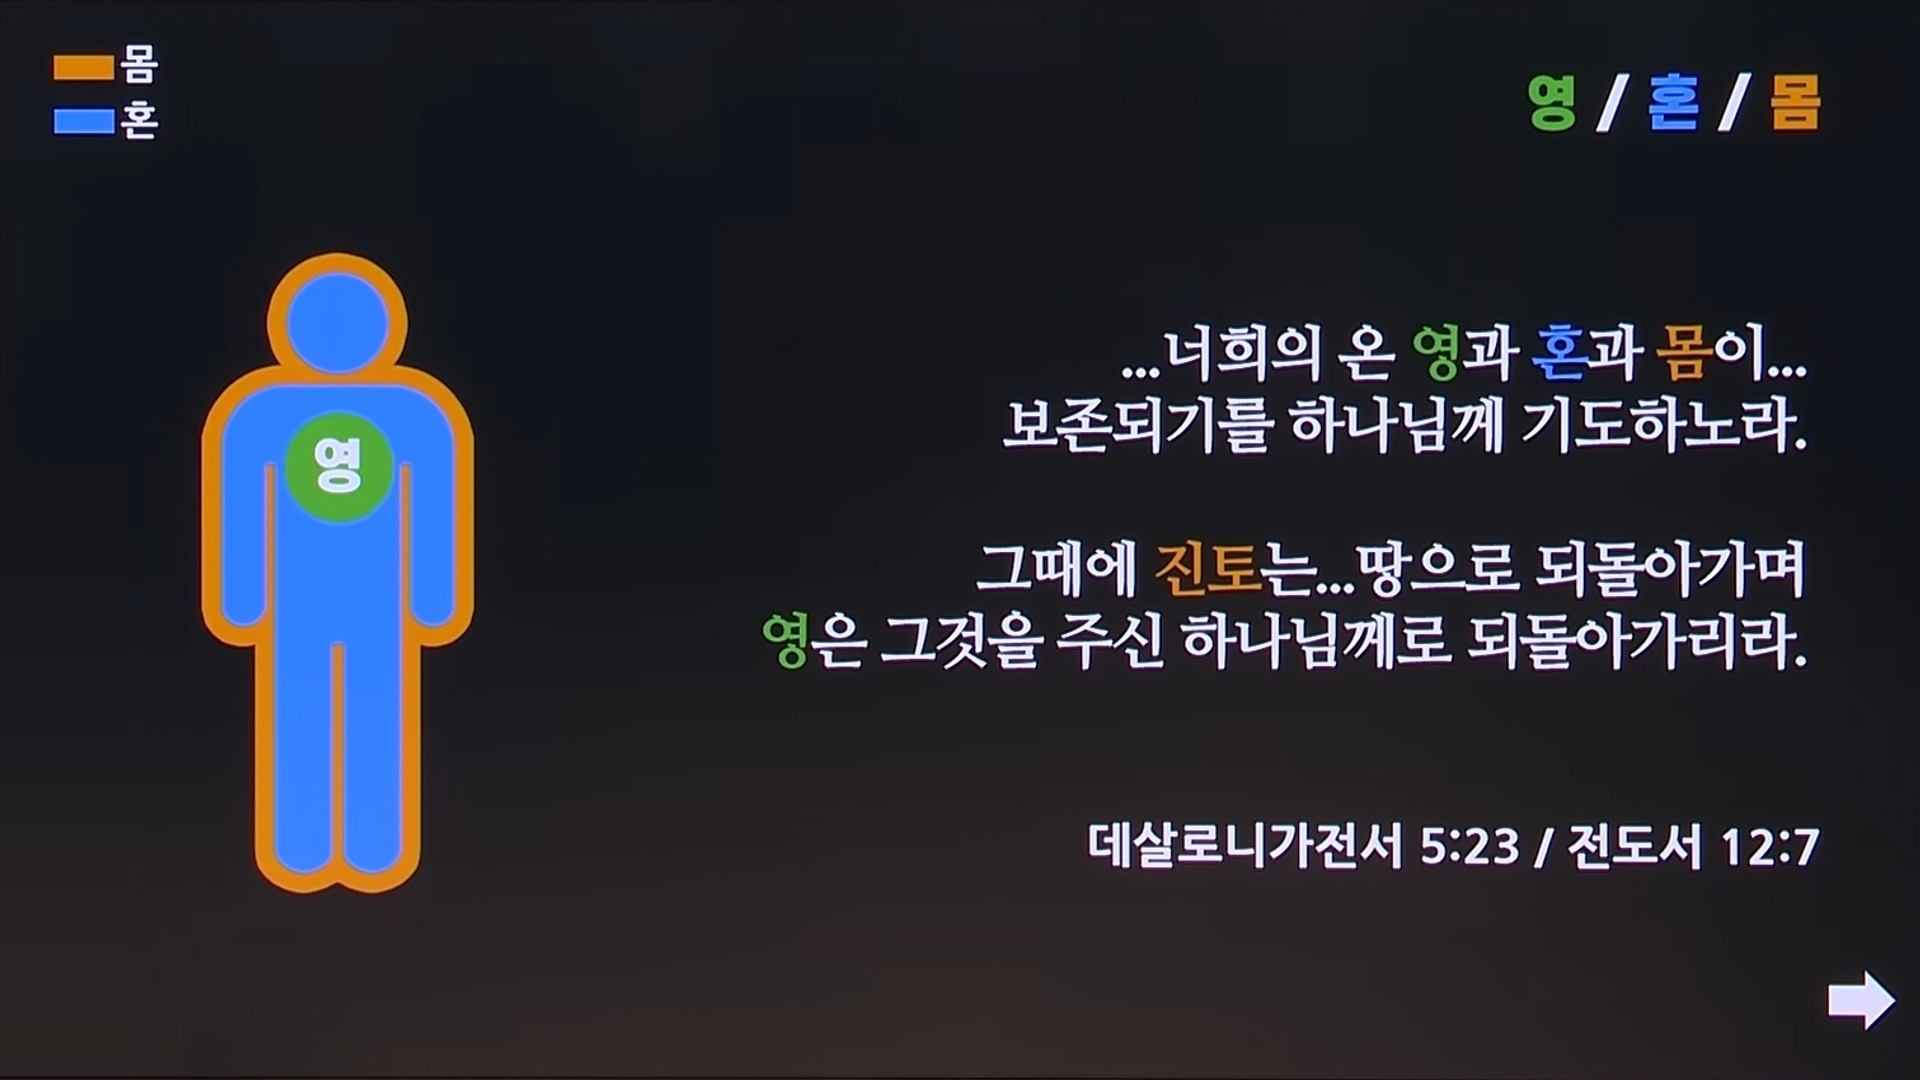 몸
혼
영 / 혼 / 몸
영
...너희의 온 영과 혼과 몸이...
보존되기를 하나님께 기도하노라.
그때에 진토는...땅으로 되돌아가며
영은 그것을 주신 하나님께로 되돌아가리라.
데살로니가전서 5:23 / 전도서 12:7